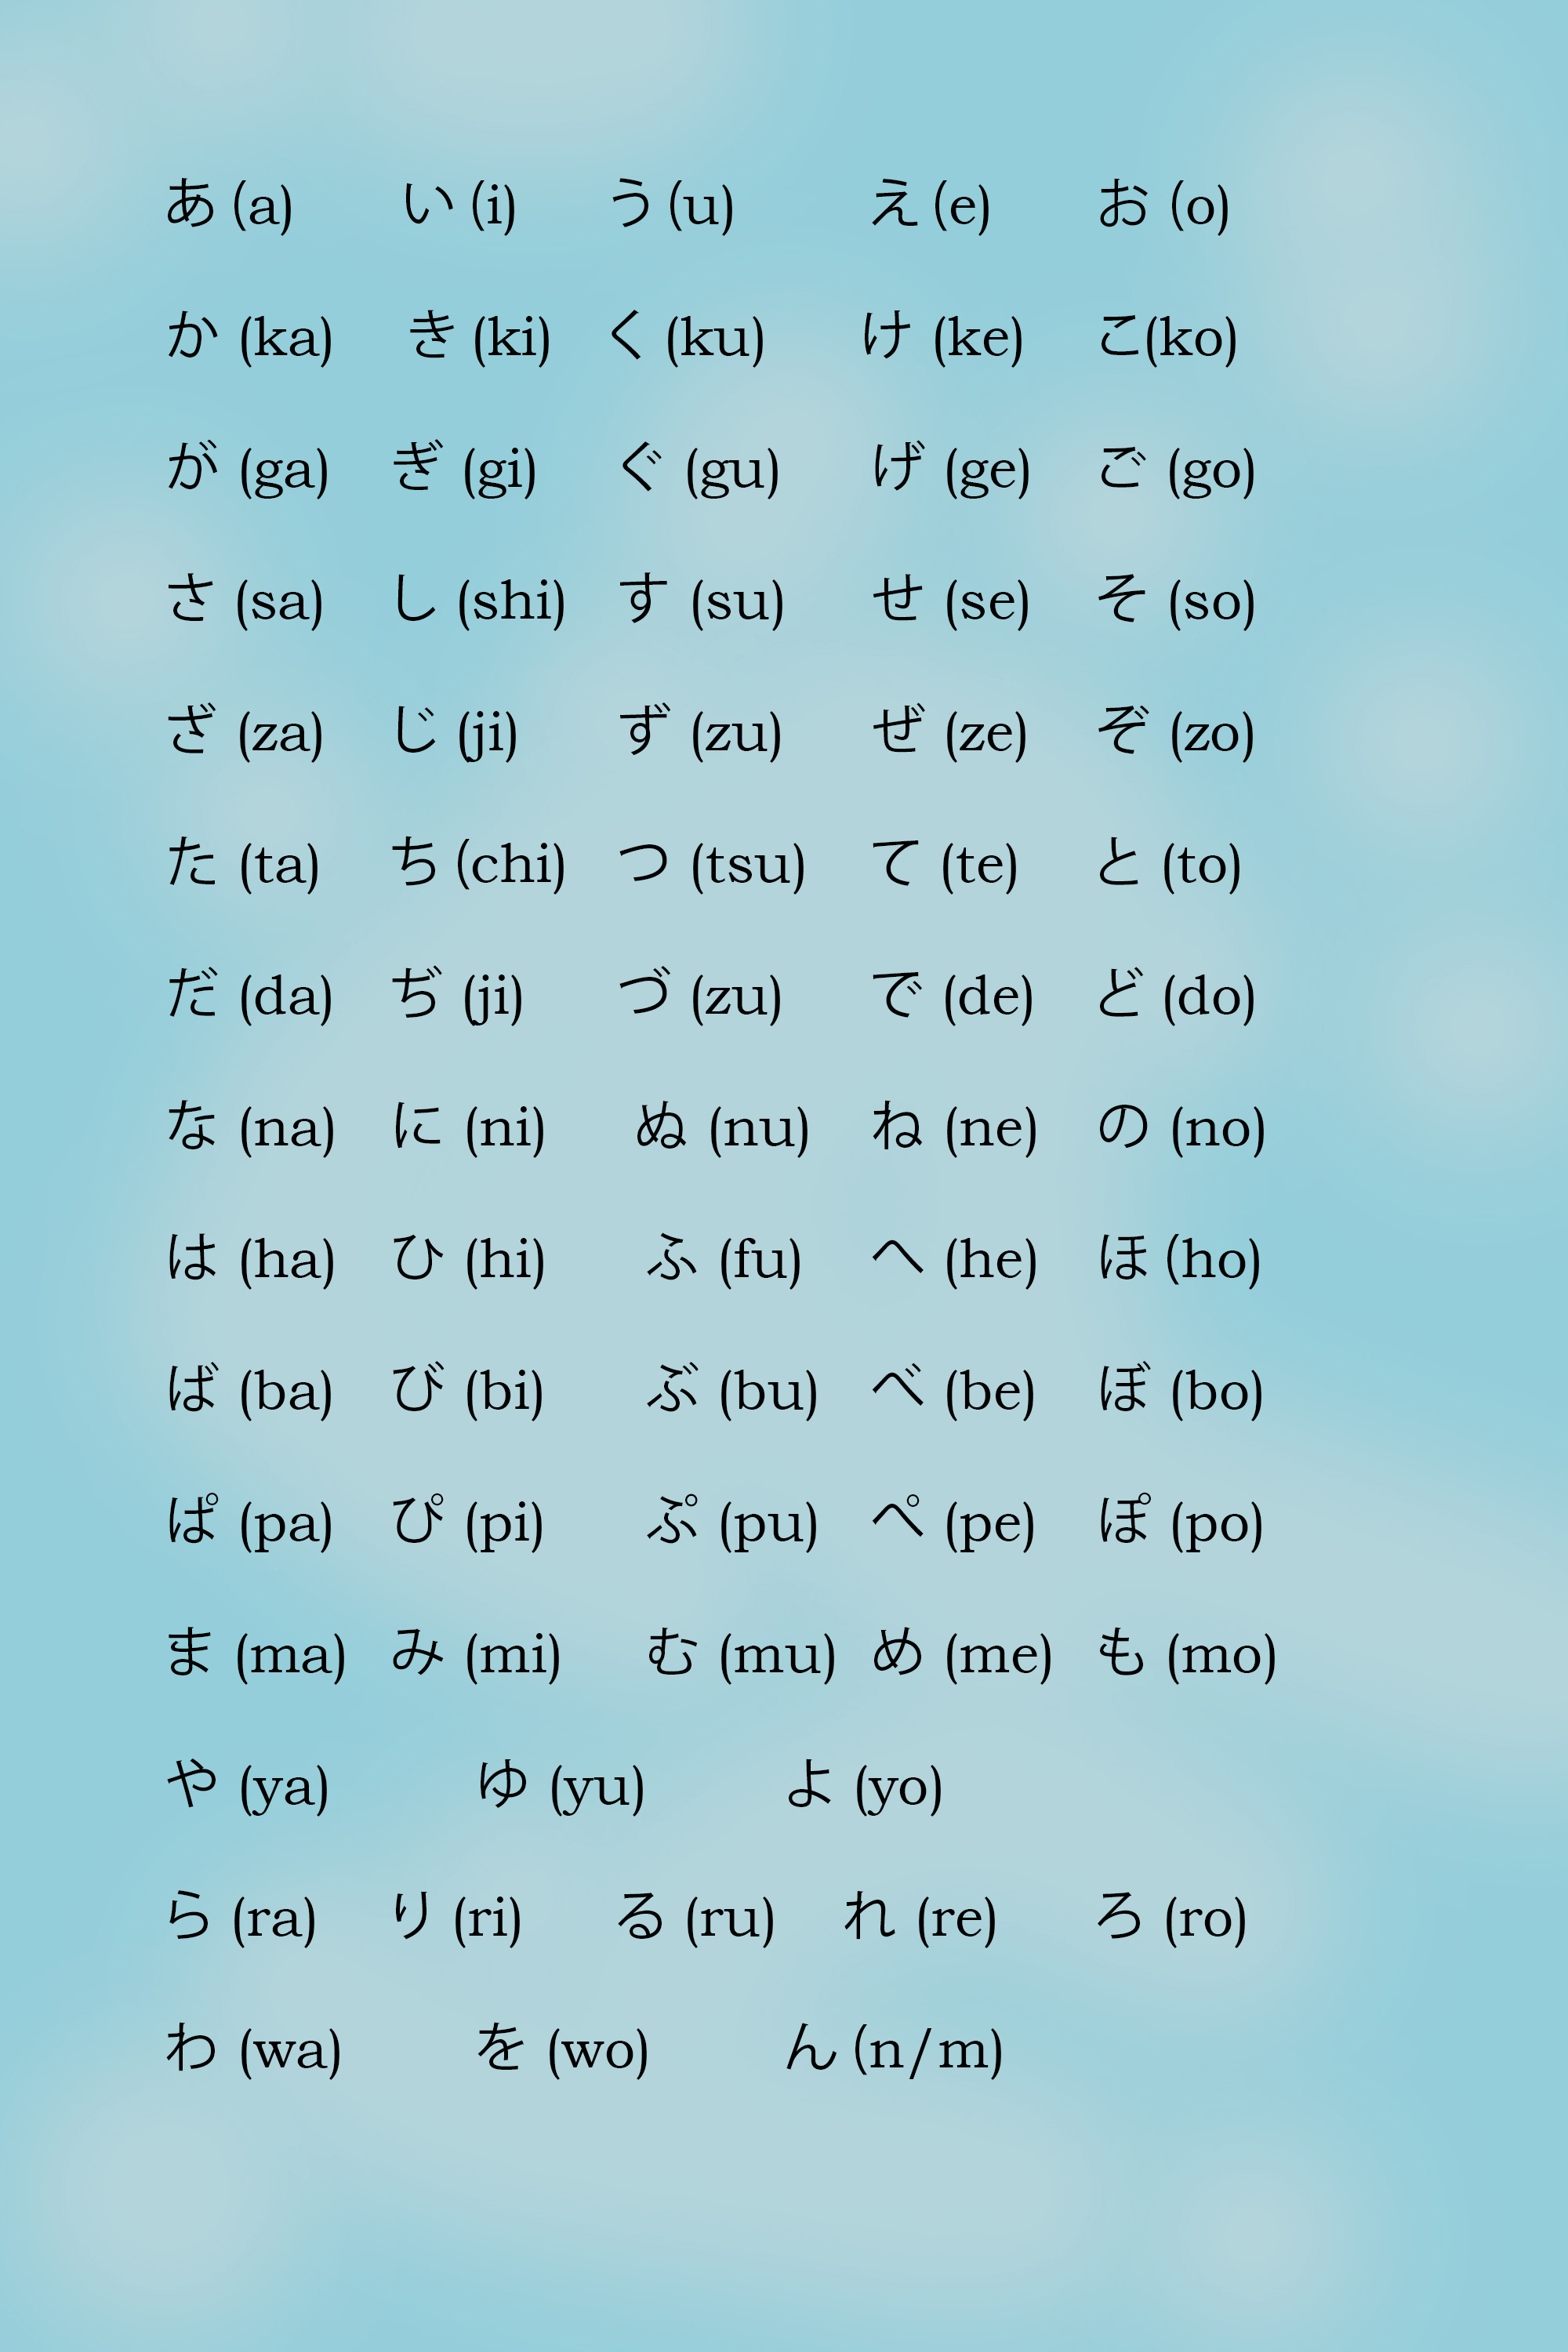 あ (a) い (i) う (u) え (e) お (o)
か (ka) き (ki) く (ku) け (ke) こ(ko)
が (ga) ぎ (gi) ぐ (gu) げ (ge) ご (go)
さ (sa) し (shi) す (su) せ (se) そ (so)
ざ (za) じ (ji) ず (zu) ぜ (ze) ぞ (zo)
た (ta) ち (chi) つ (tsu) て (te) と (to)
だ (da) ぢ (ji) づ (zu) で (de) ど (do)
な (na) に (ni) ぬ (nu) ね (ne) の (no)
は (ha) ひ (hi) ふ (fu) へ (he) ほ (ho)
ば (ba) び (bi) ぶ (bu) べ (be) ぼ (bo)
ぱ (pa) ぴ (pi) ぷ (pu) ぺ (pe) ぽ (po)
ま (ma) み (mi) む (mu) め (me) も (mo)
や (ya) ゆ (yu) よ (yo)
ら (ra) り (ri) る (ru) れ (re) ろ (ro)
わ (wa) を (wo) ん (n/m)